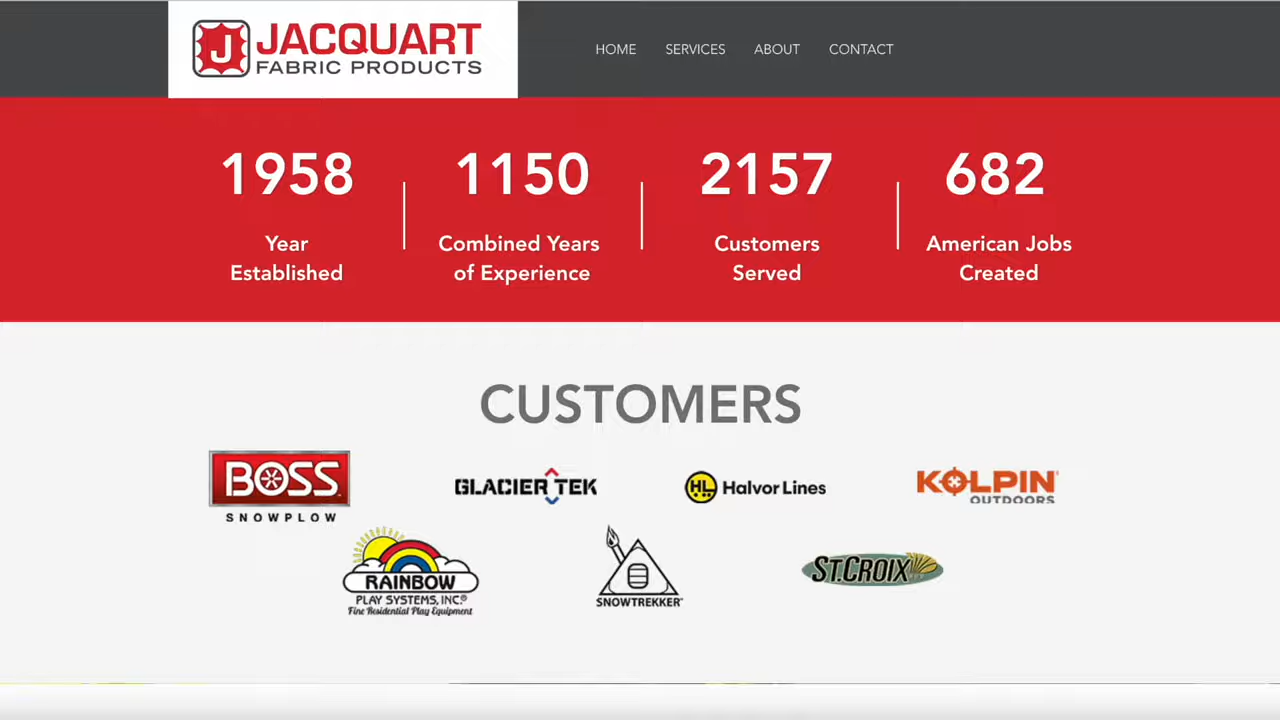 J JACQUART
FABRIC PRODUCTS
HOME SERVICES ABOUT CONTACT
1958 1150 2157 682
Year Combined Years Customers American Jobs
Established of Experience Served Created
CUSTOMERS
BOSS
SNOWPLOW
GLACIER TEK
HL Halvor Lines
KOLPIN
OUTDOORS
RAINBOW
PLAY SYSTEMS, INC.®
Fine Residential Play Equipment
SNOWTREKKER
ST.CROIX